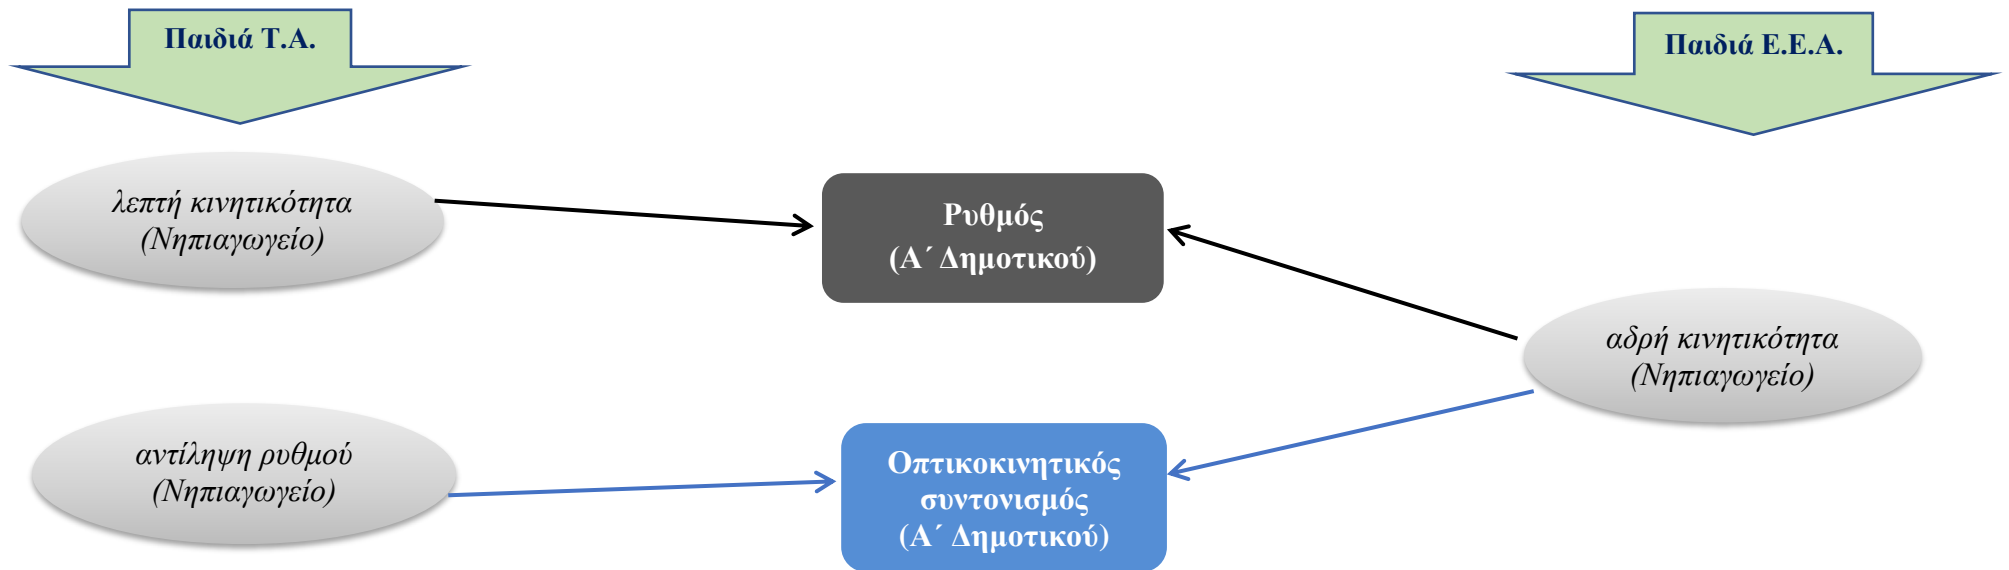 Παιδιά Τ.Α.
Παιδιά Ε.Ε.Α.
λεπτή κινητικότητα
(Νηπιαγωγείο)
Ρυθμός
(Α΄ Δημοτικού)
αδρή κινητικότητα
(Νηπιαγωγείο)
αντίληψη ρυθμού
(Νηπιαγωγείο)
Οπτικοκινητικός
συντονισμός
(Α΄ Δημοτικού)